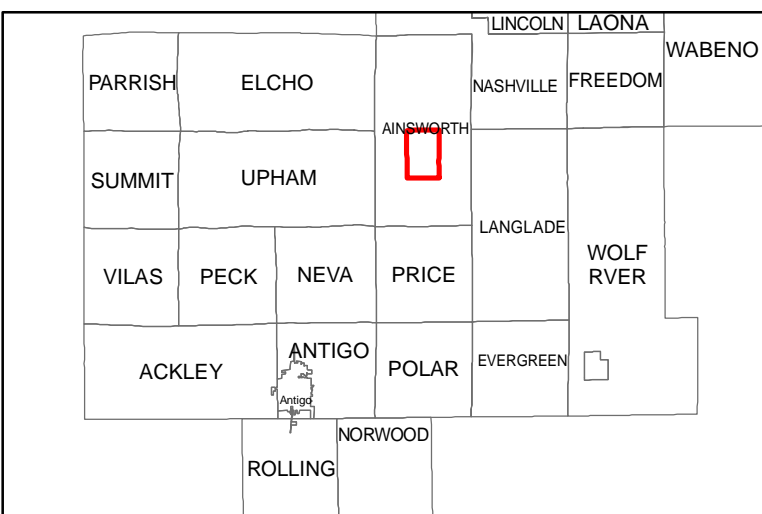 LINCOLN
LAONA
WABENO
PARRISH
ELCHO
NASHVILLE
FREEDOM
AINSWORTH
SUMMIT
UPHAM
LANGLADE
WOLF
RVER
VILAS
PECK
NEVA
PRICE
ACKLEY
ANTIGO
POLAR
EVERGREEN
Antigo
NORWOOD
ROLLING